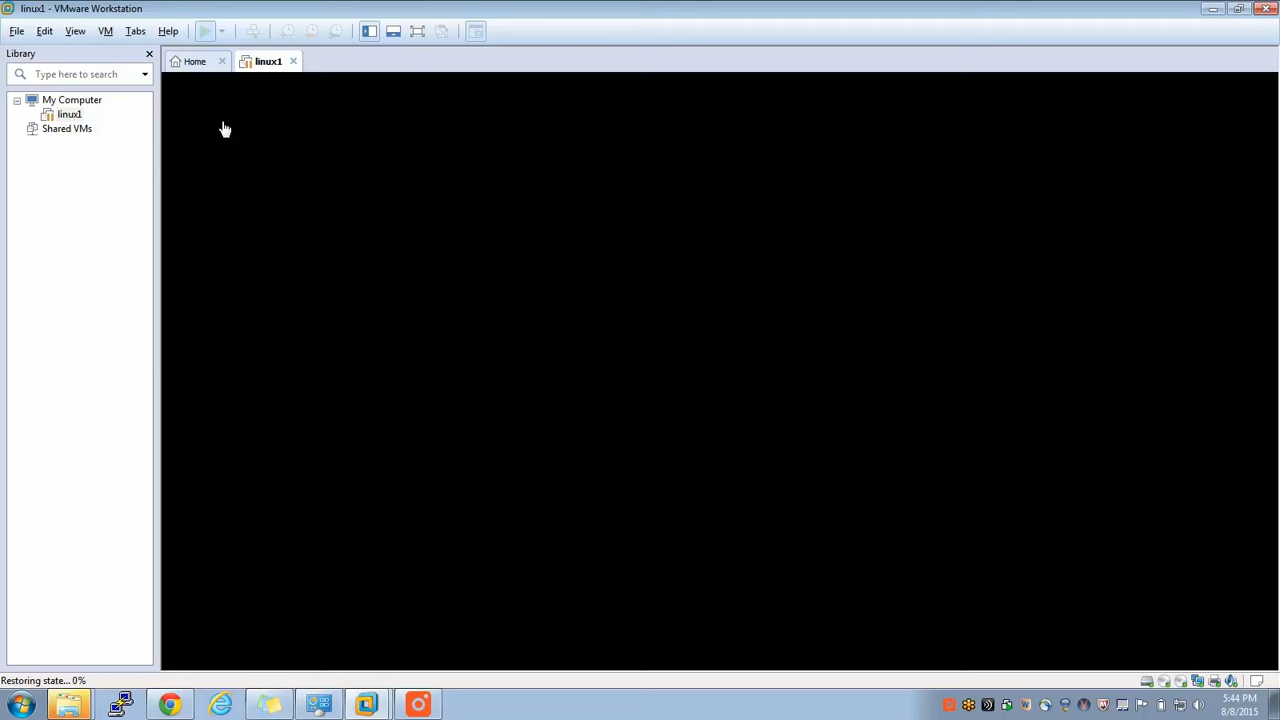 linux1 - VMware Workstation
File Edit View VM Tabs Help
Library
Home
linux1
Type here to search
My Computer
linux1
Shared VMs
Restoring state...0%
5:44 PM
8/8/2015